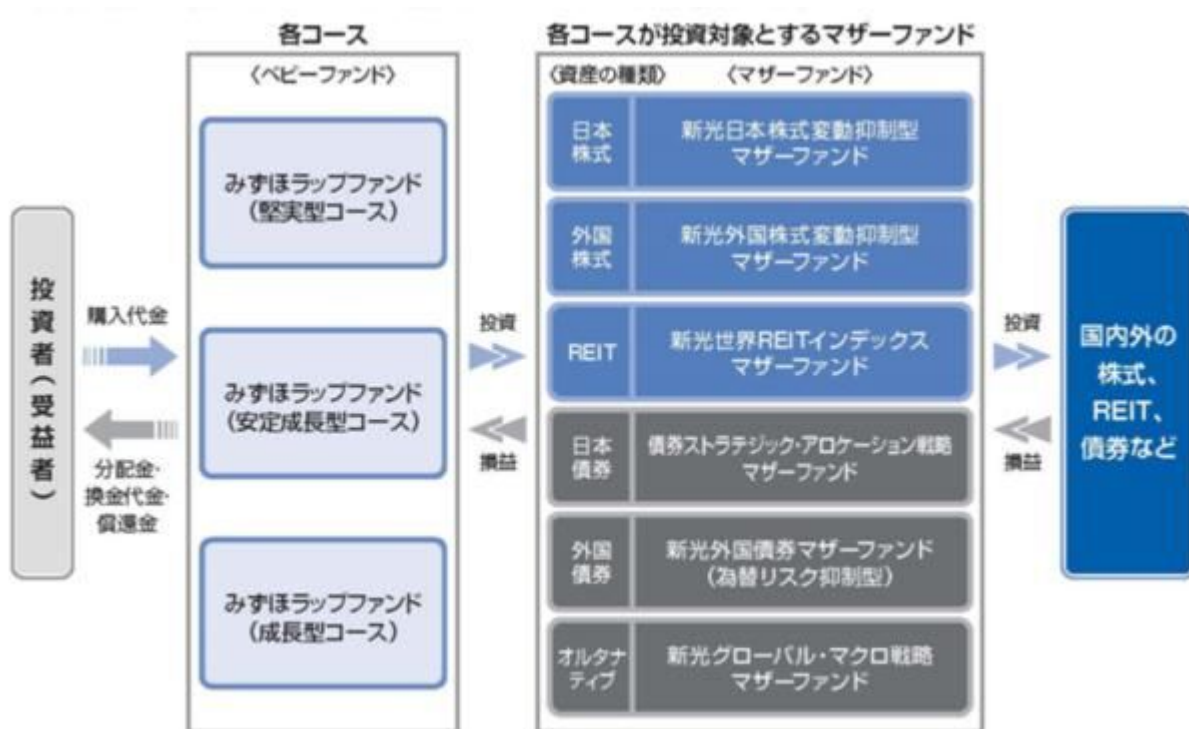 各コース
〈ベビーファンド〉
みずほラップファンド
（堅実型コース）
みずほラップファンド
（安定成長型コース）
みずほラップファンド
（成長型コース）
各コースが投資対象とするマザーファンド
〈資産の種類〉
〈マザーファンド〉
日本
株式
新光日本株式変動抑制型
マザーファンド
外国
株式
新光外国株式変動抑制型
マザーファンド
REIT
新光世界REITインデックス
マザーファンド
日本
債券
債券ストラテジック・アロケーション戦略
マザーファンド
外国
債券
新光外国債券マザーファンド
（為替リスク抑制型）
オルタナ
ティブ
新光グローバル・マクロ戦略
マザーファンド
投資者（受益者）
購入代金
分配金・
換金代金・
償還金
投資
損益
投資
損益
国内外の
株式、
REIT、
債券など